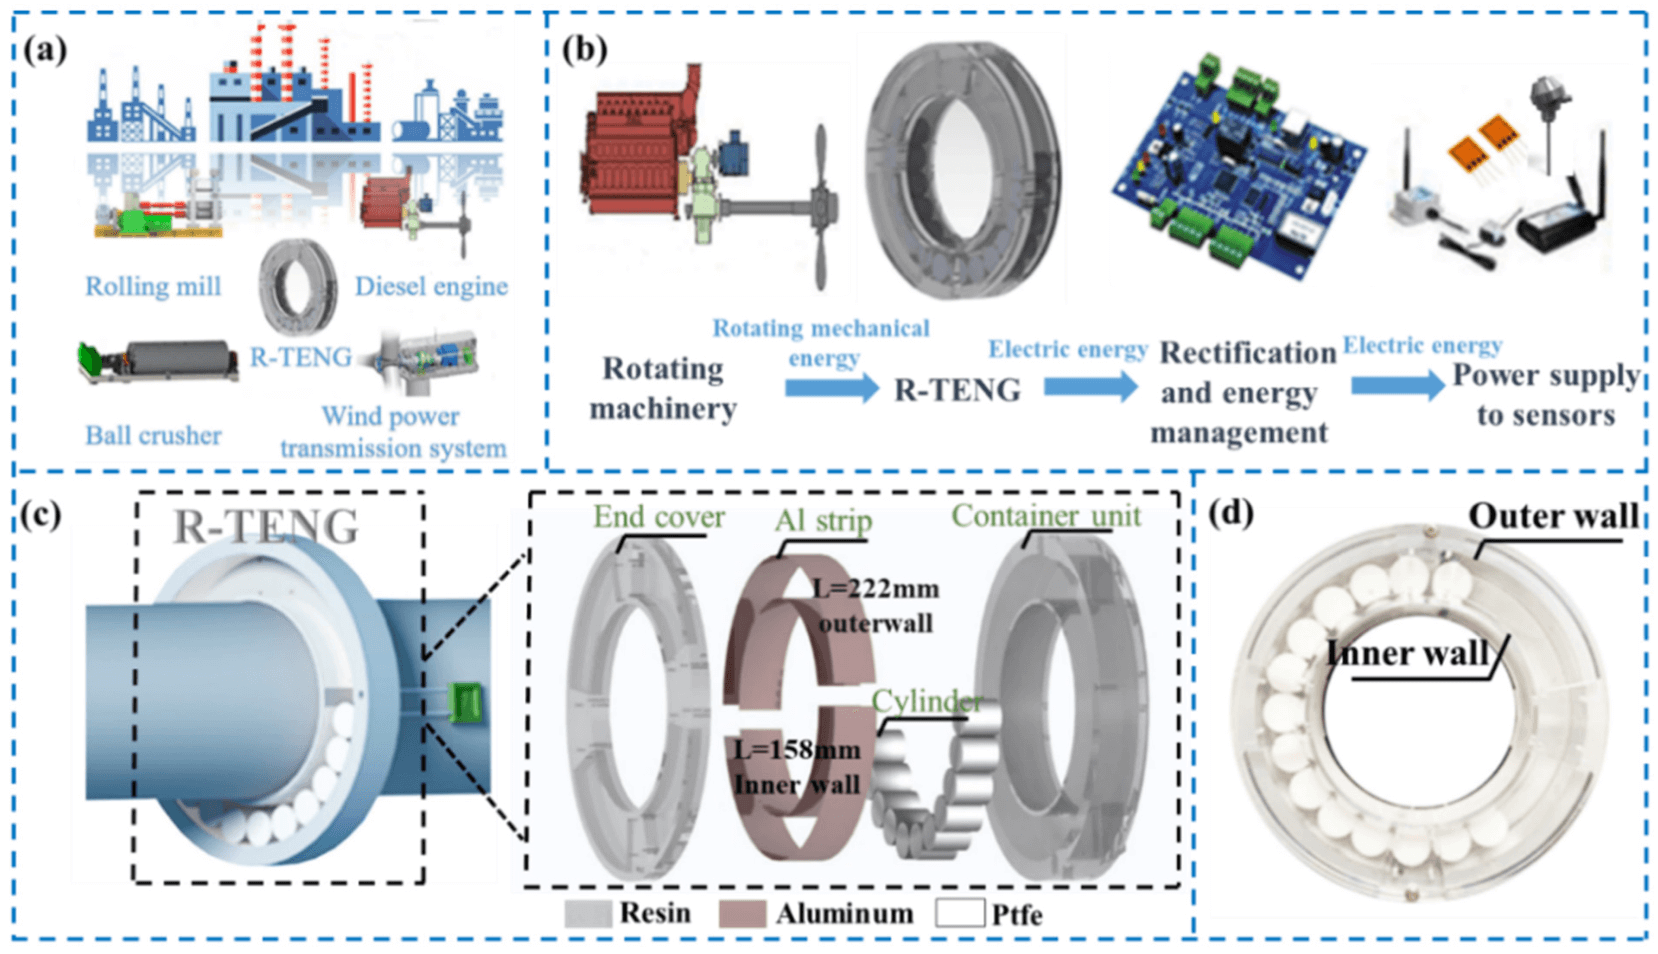 (a)
Rolling mill
Diesel engine
R-TENG
Ball crusher
Wind power
transmission system
(b)
Rotating
machinery
Rotating mechanical
energy
R-TENG
Electric energy
Rectification
and energy
management
Electric energy
Power supply
to sensors
(c)
R-TENG
End cover
Al strip
Container unit
L=222mm
outerwall
Cylinder
L=158mm
Inner wall
Resin
Aluminum
Ptfe
(d)
Outer wall
Inner wall